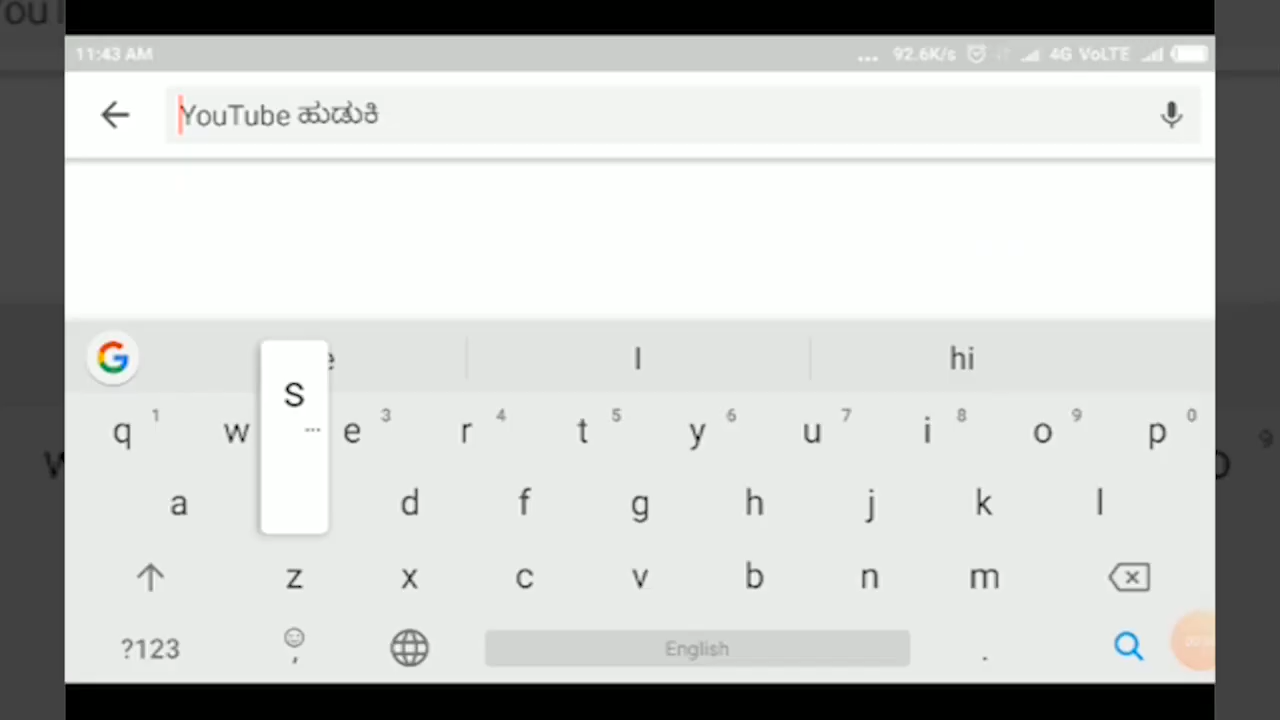 11:43 AM ... 92.6K/s 4G VoLTE
YouTube ಹುಡುಕಿ
I hi
S
...
q 1 w e 3 r 4 t 5 y 6 u 7 i 8 o 9 p 0
a d f g h j k l
z x c v b n m
?123 , English .